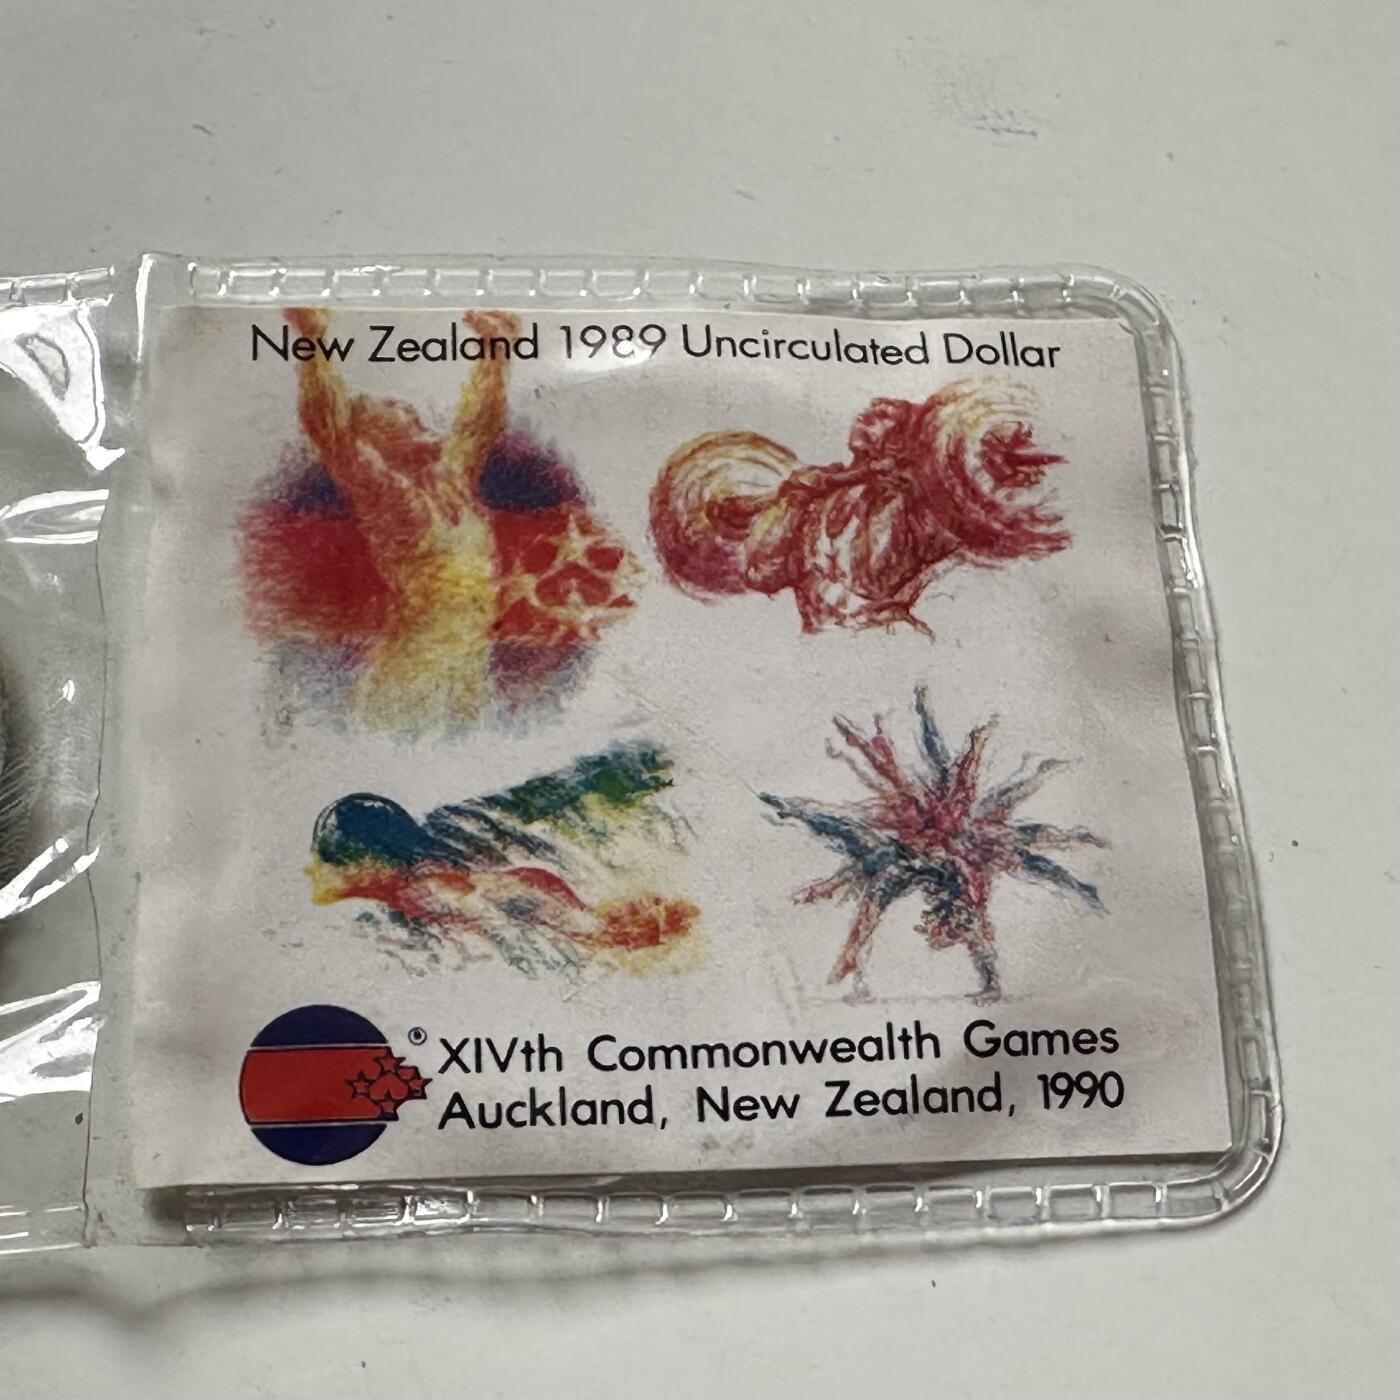 New Zealand 1989 Uncirculated Dollar
® XIVth Commonwealth Games
Auckland, New Zealand, 1990